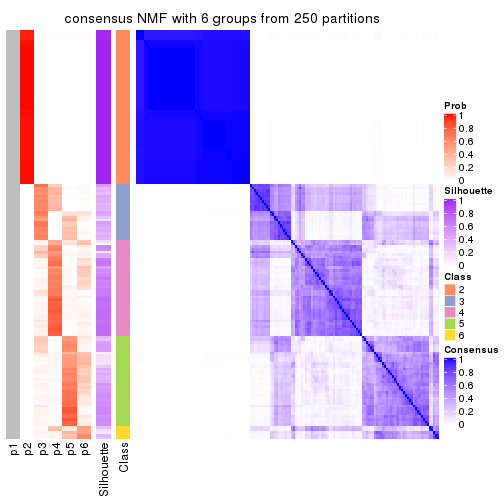 consensus NMF with 6 groups from 250 partitions
Prob
1
0.8
0.6
0.4
0.2
0
Silhouette
1
0.8
0.6
0.4
0.2
0
Class
2
3
4
5
6
Consensus
1
0.8
0.6
0.4
0.2
0
p1
p2
p3
p4
p5
p6
Silhouette
Class